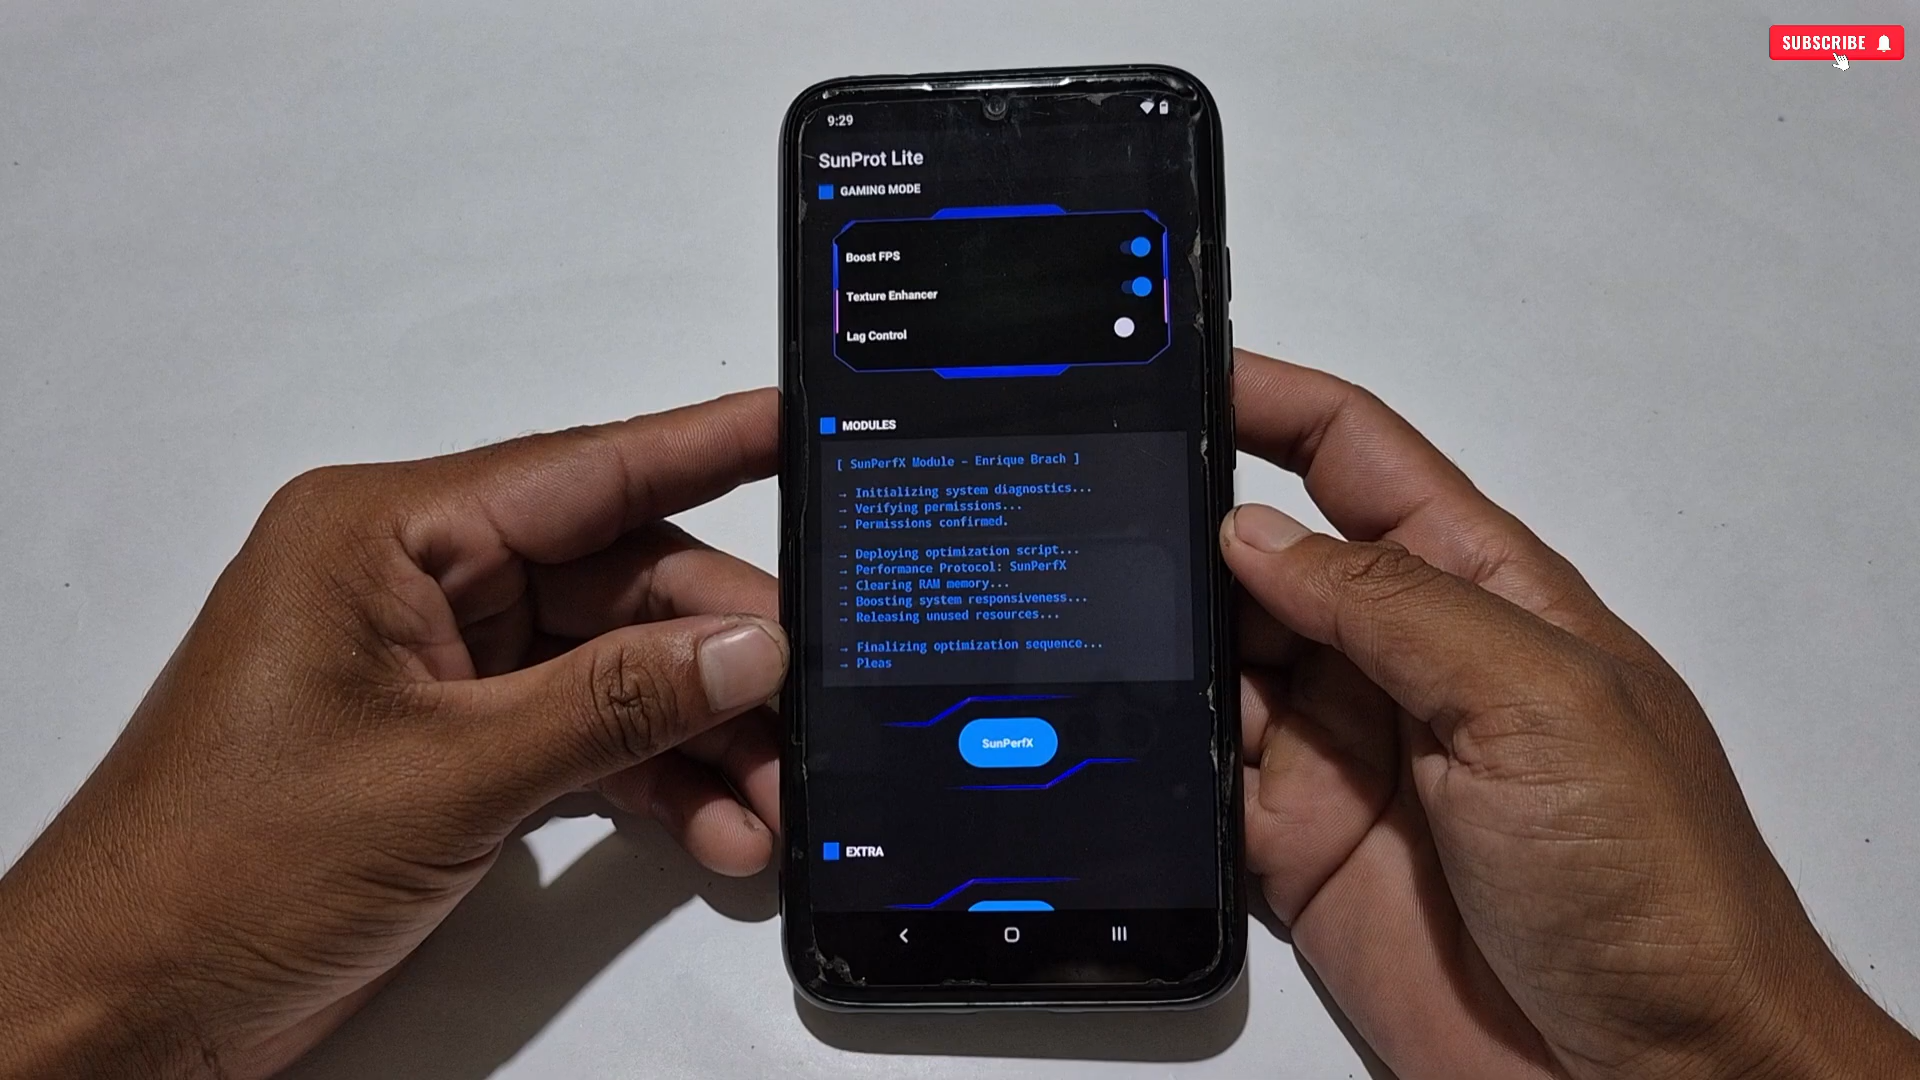 SUBSCRIBE
9:29
SunProt Lite
GAMING MODE
Boost FPS
Texture Enhancer
Lag Control
MODULES
[ SunPerfX Module - Enrique Brach ]
→ Initializing system diagnostics...
→ Verifying permissions...
→ Permissions confirmed.
→ Deploying optimization script...
→ Performance Protocol: SunPerfX
→ Clearing RAM memory...
→ Boosting system responsiveness...
→ Releasing unused resources...
→ Finalizing optimization sequence...
→ Pleas
SunPerfX
EXTRA